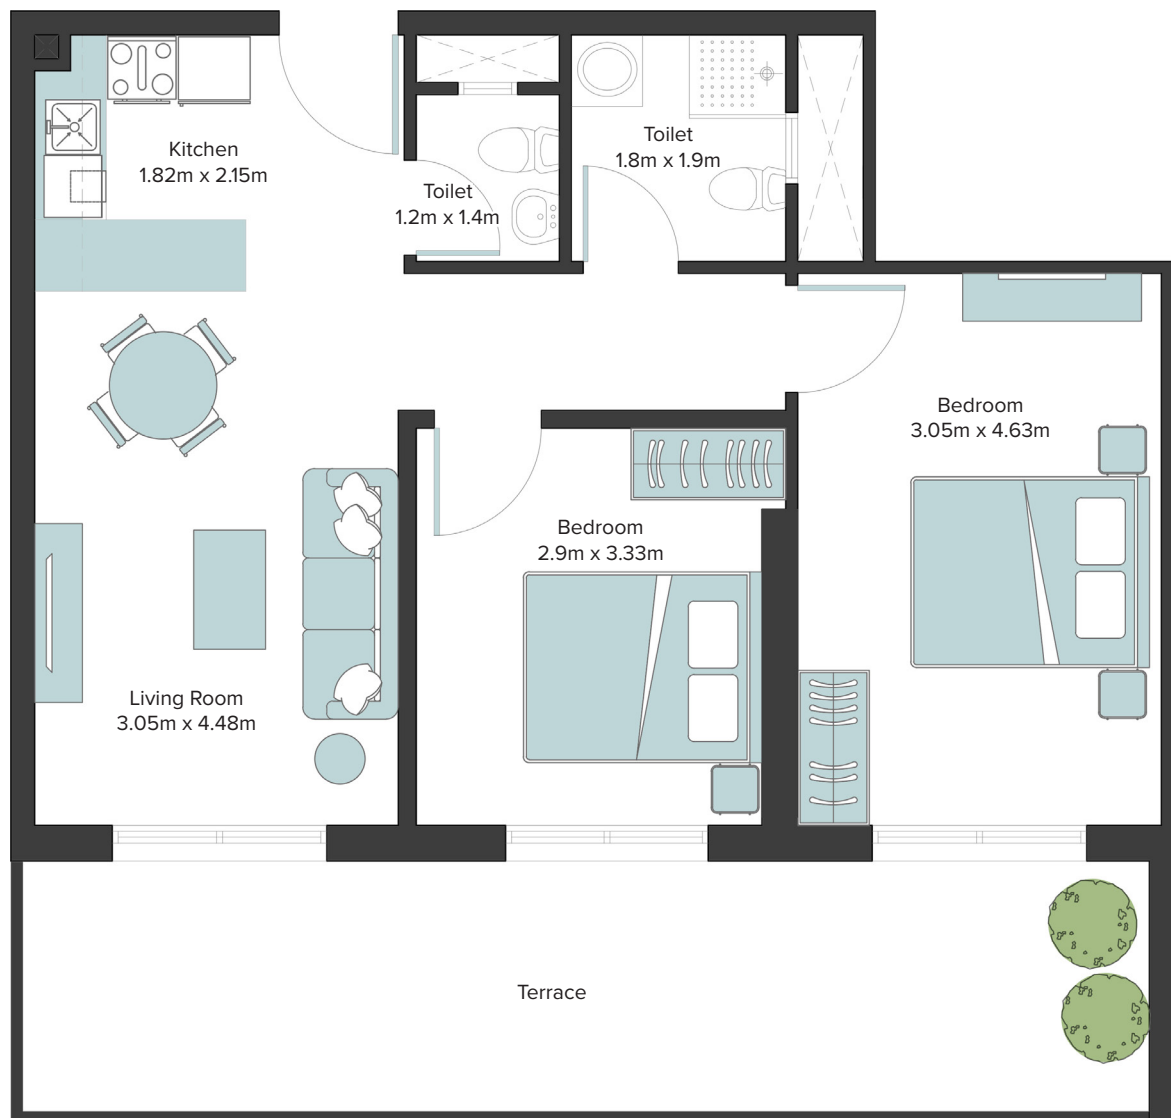 Kitchen
1.82m x 2.15m
Toilet
1.2m x 1.4m
Toilet
1.8m x 1.9m
Bedroom
3.05m x 4.63m
Bedroom
2.9m x 3.33m
Living Room
3.05m x 4.48m
Terrace